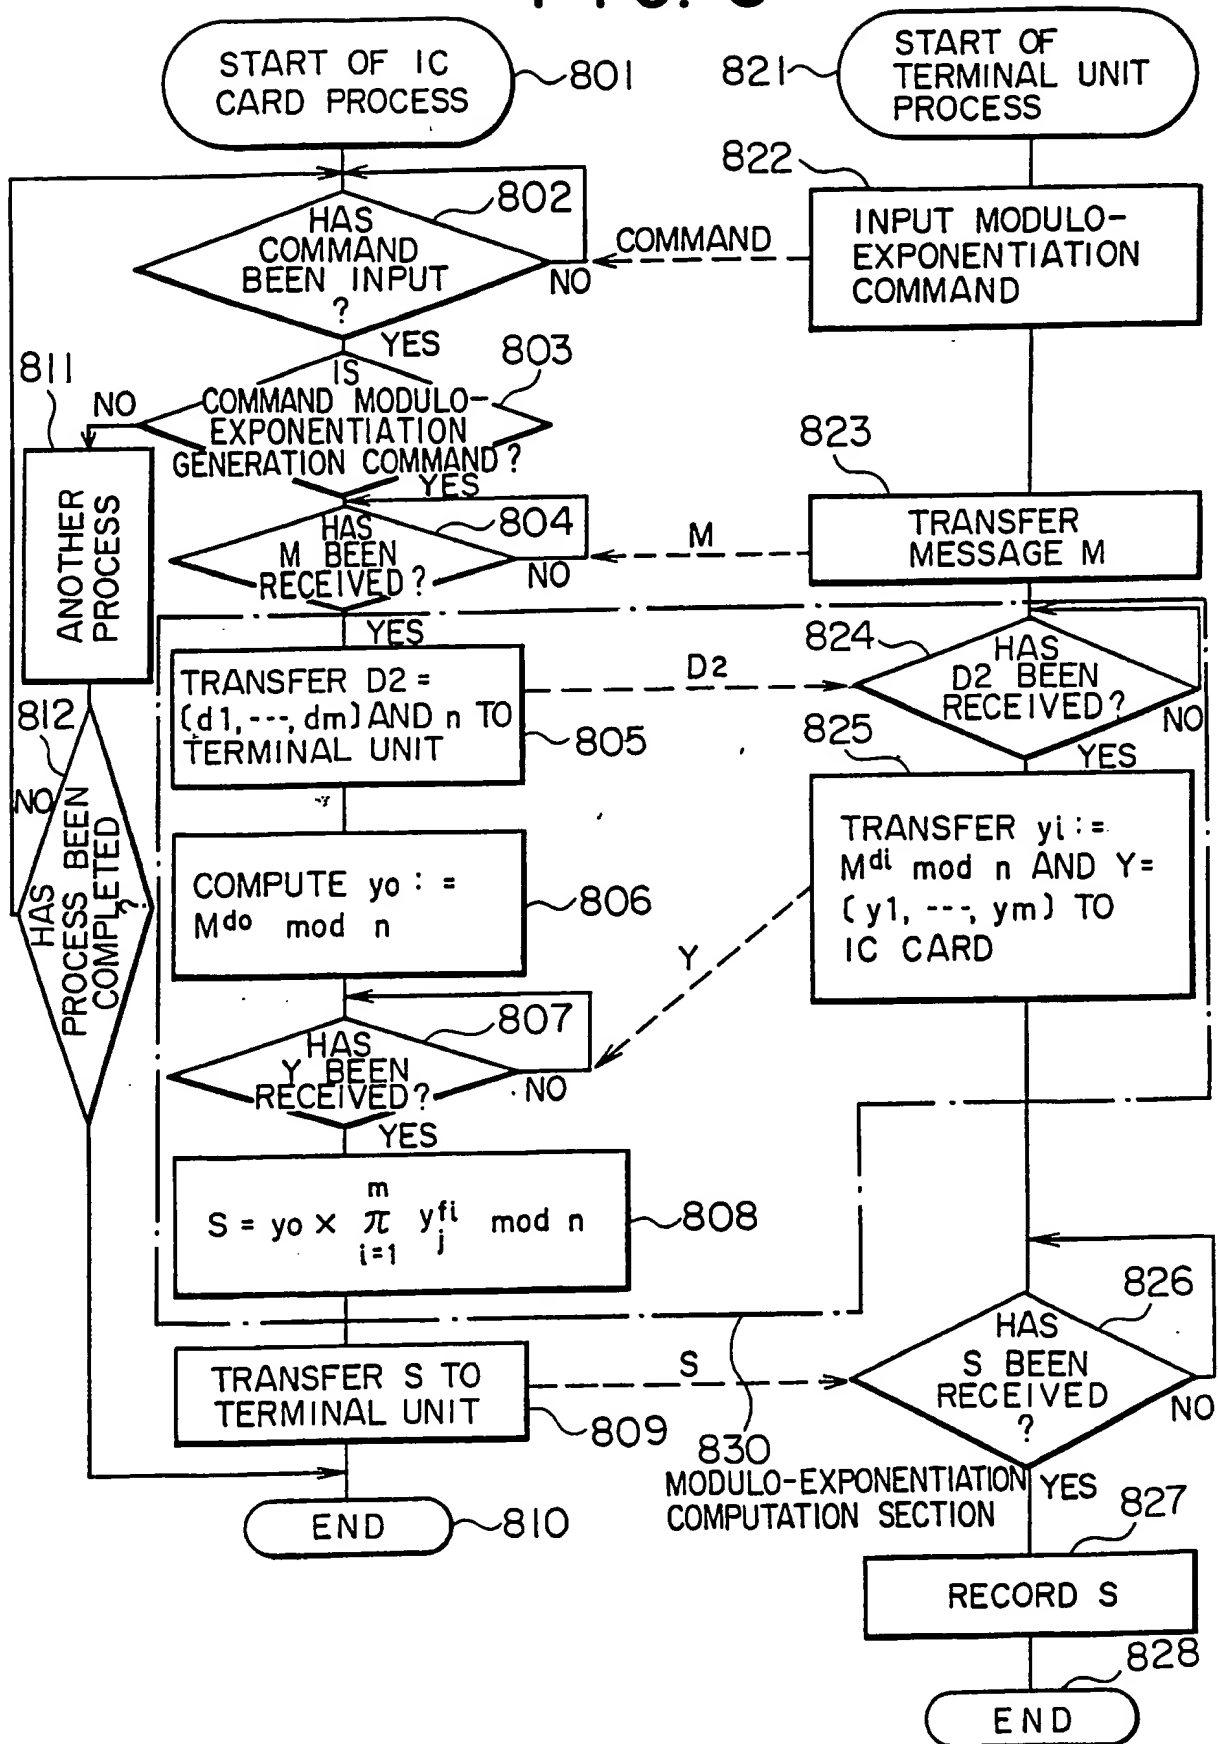 START OF IC
CARD PROCESS
801
HAS
COMMAND
BEEN INPUT
?
802
NO
YES
IS
COMMAND MODULO-
EXPONENTIATION
GENERATION COMMAND?
803
NO
YES
811
ANOTHER
PROCESS
812
HAS
PROCESS BEEN
COMPLETED
?
NO
HAS
M BEEN
RECEIVED?
804
NO
YES
TRANSFER D2 =
(d1, ---, dm) AND n TO
TERMINAL UNIT
805
COMPUTE yo : =
M^do mod n
806
HAS
Y BEEN
RECEIVED?
807
NO
YES
m
S = yo × π y_j^fi mod n
i=1
808
TRANSFER S TO
TERMINAL UNIT
809
END
810
START OF
TERMINAL UNIT
PROCESS
821
822
INPUT MODULO-
EXPONENTIATION
COMMAND
COMMAND
823
TRANSFER
MESSAGE M
M
824
HAS
D2 BEEN
RECEIVED?
D2
NO
YES
825
TRANSFER yi : =
M^di mod n AND Y=
(y1, ---, ym) TO
IC CARD
Y
826
HAS
S BEEN
RECEIVED
?
S
NO
YES
830
MODULO-EXPONENTIATION
COMPUTATION SECTION
827
RECORD S
828
END